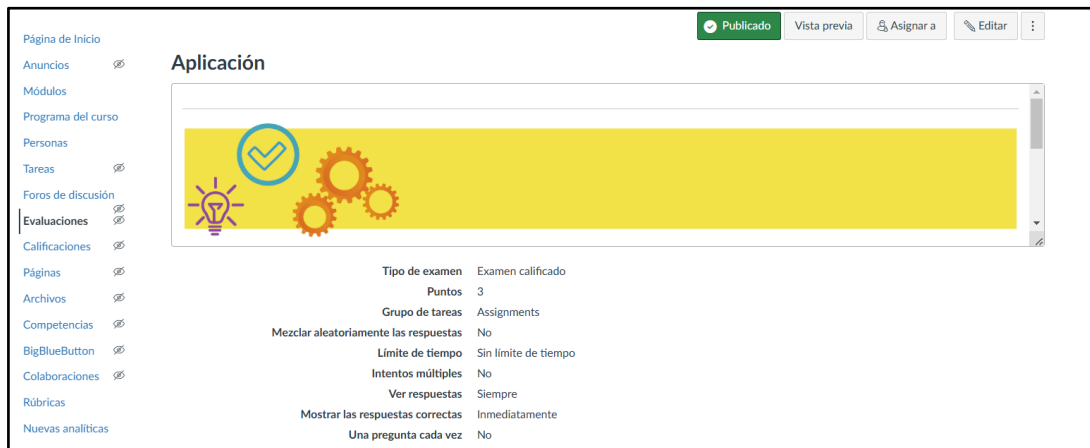 Publicado Vista previa Asignar a Editar
Página de Inicio
Anuncios
Módulos
Programa del curso
Personas
Tareas
Foros de discusión
Evaluaciones
Calificaciones
Páginas
Archivos
Competencias
BigBlueButton
Colaboraciones
Rúbricas
Nuevas analíticas
Aplicación
Tipo de examen Examen calificado
Puntos 3
Grupo de tareas Assignments
Mezclar aleatoriamente las respuestas No
Límite de tiempo Sin límite de tiempo
Intentos múltiples No
Ver respuestas Siempre
Mostrar las respuestas correctas Inmediatamente
Una pregunta cada vez No